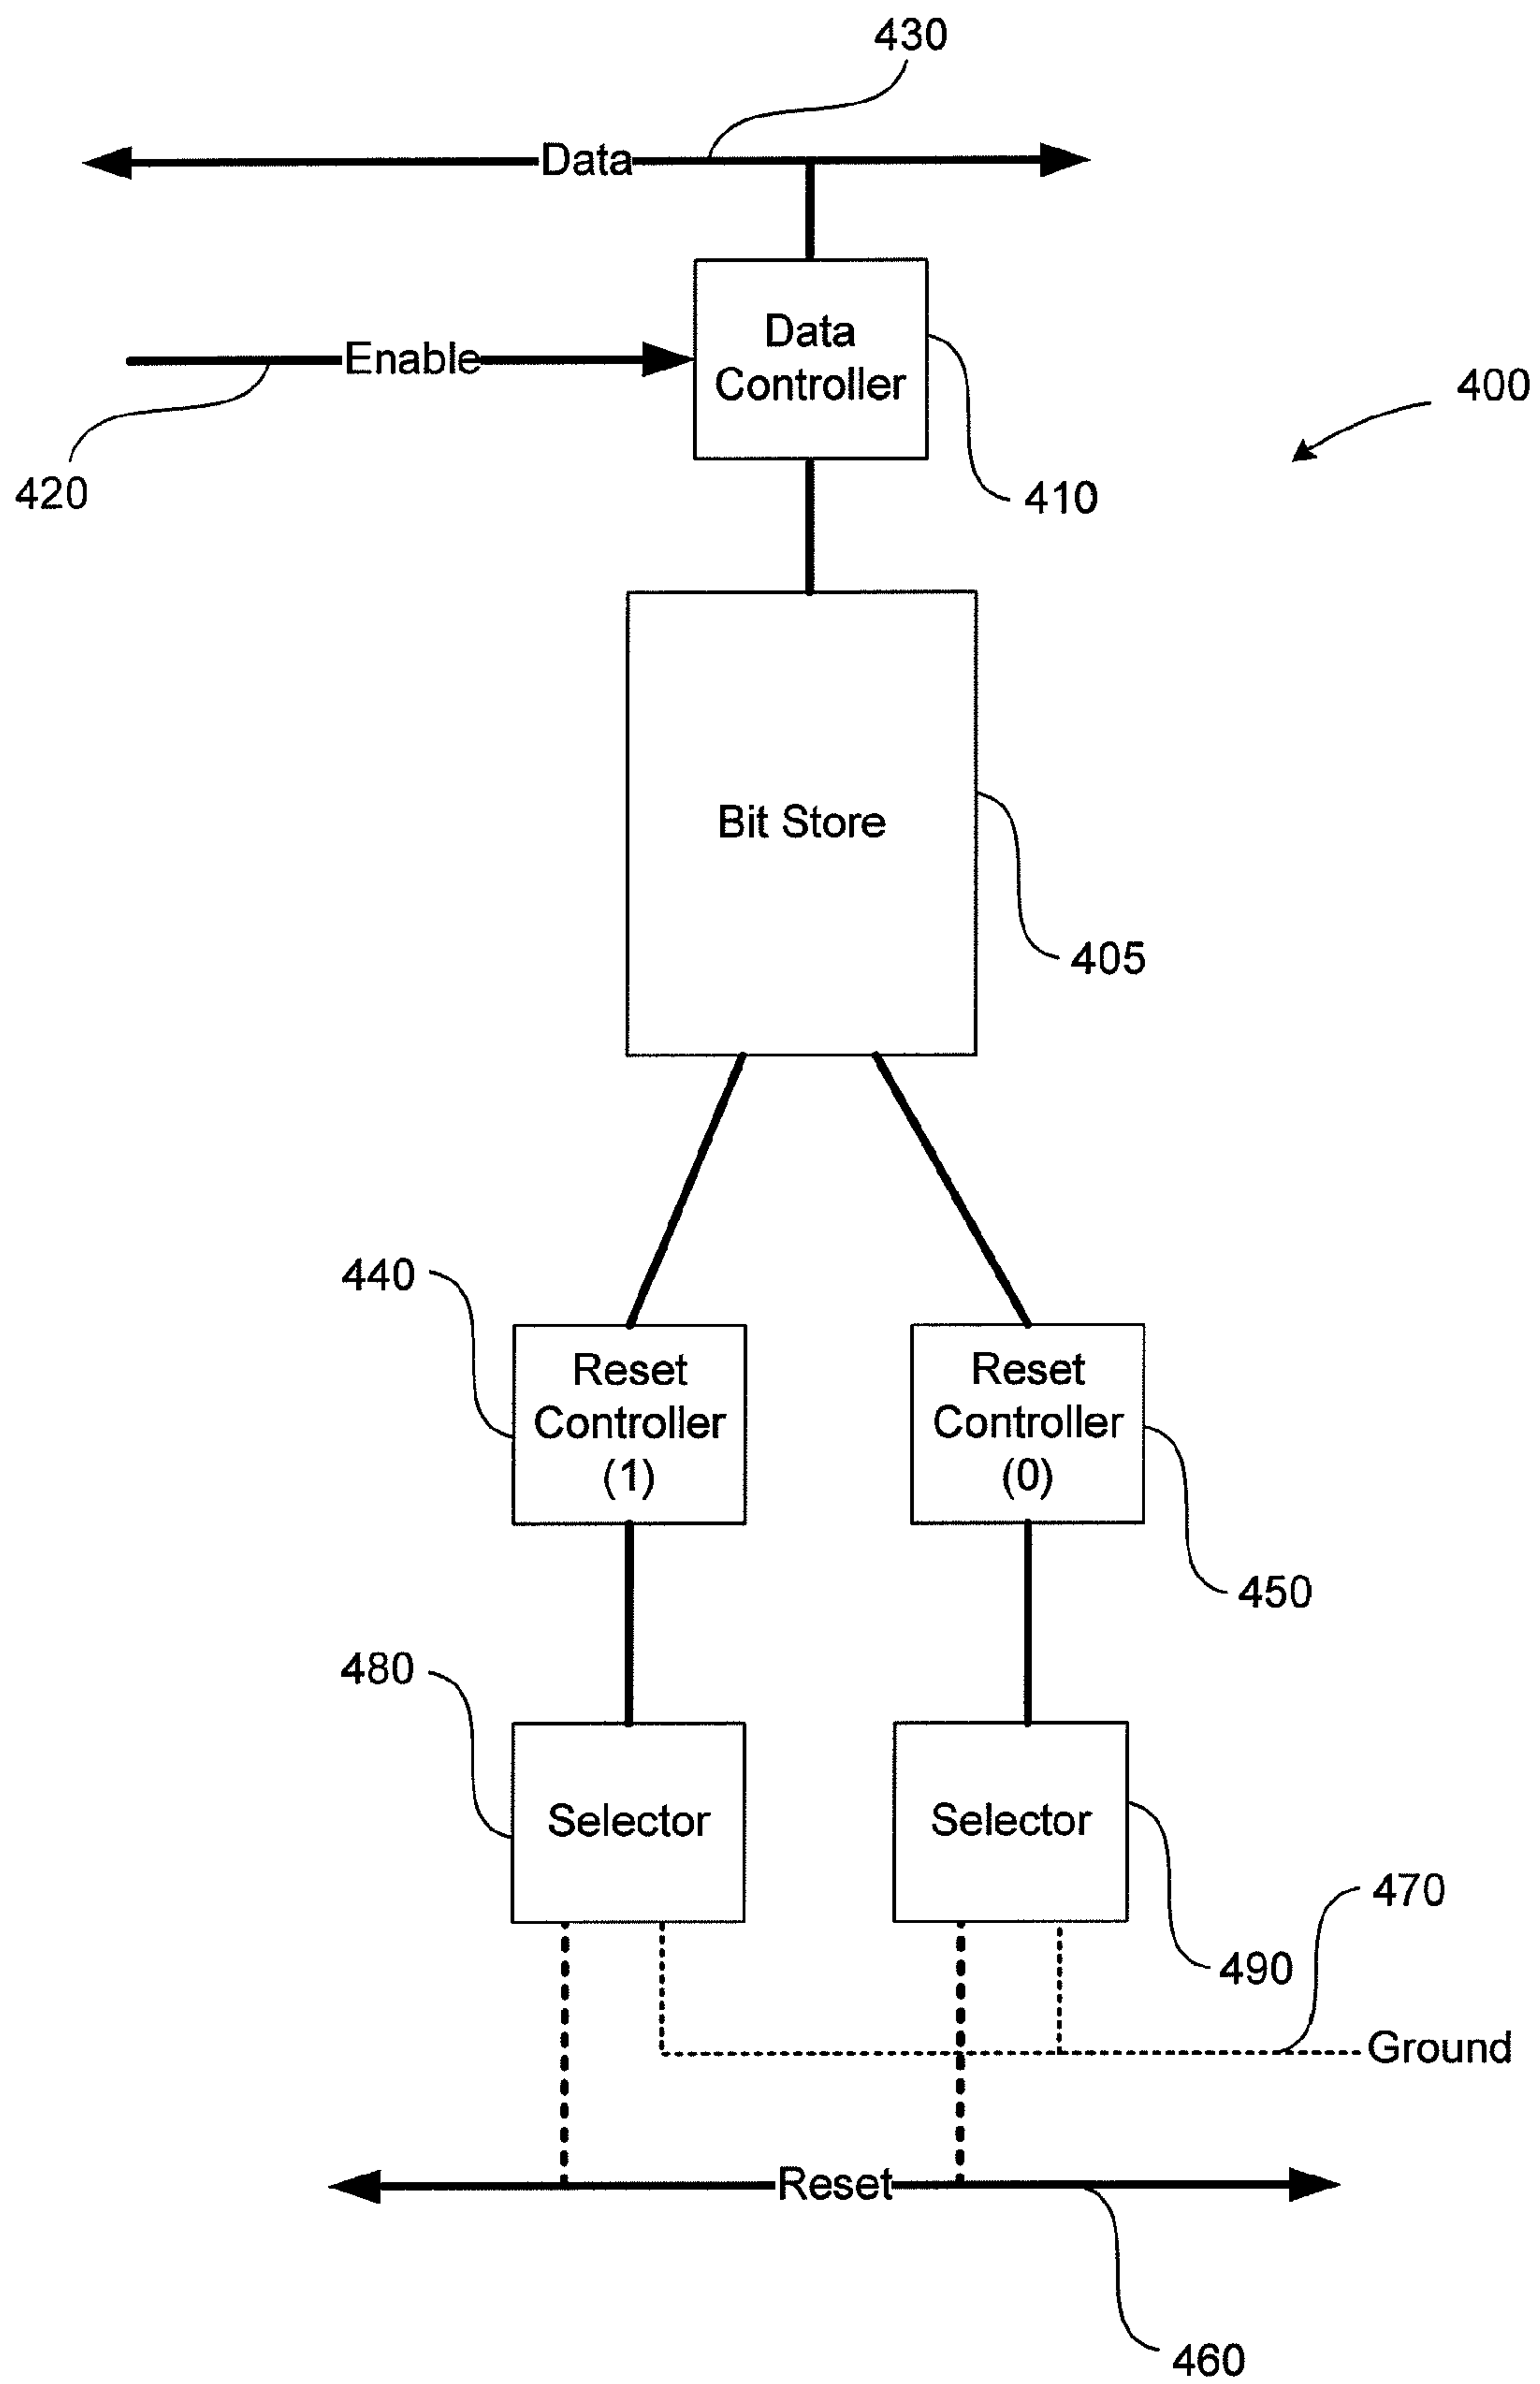 430
Data
Data
Controller
Enable
400
420
410
Bit Store
405
440
Reset
Controller
(1)
Reset
Controller
(0)
450
480
Selector
Selector
470
490
Ground
Reset
460